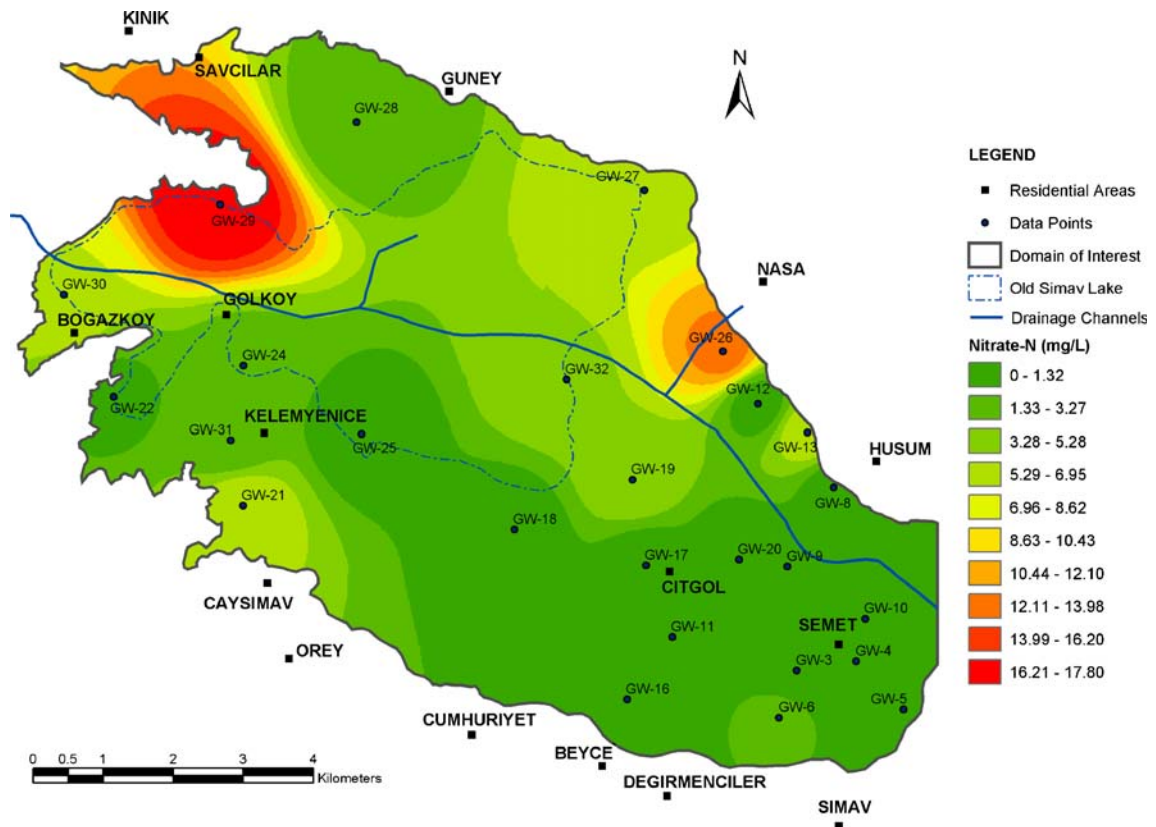 KINIK
SAVCILAR
GUNEY
GW-28
N
GW-27
GW-29
NASA
GW-30
GOLKOY
BOGAZKOY
GW-26
GW-24
GW-32
GW-12
GW-22
KELEMYENICE
GW-31
GW-25
GW-13
HUSUM
GW-19
GW-8
GW-21
GW-18
GW-20
GW-9
GW-17
CITGOL
CAYSIMAV
GW-10
GW-11
SEMET
OREY
GW-4
GW-3
GW-16
GW-5
GW-6
CUMHURIYET
BEYCE
DEGIRMENCILER
SIMAV
0 0.5 1 2 3 4
Kilometers
LEGEND
Residential Areas
Data Points
Domain of Interest
Old Simav Lake
Drainage Channels
Nitrate-N (mg/L)
0 - 1.32
1.33 - 3.27
3.28 - 5.28
5.29 - 6.95
6.96 - 8.62
8.63 - 10.43
10.44 - 12.10
12.11 - 13.98
13.99 - 16.20
16.21 - 17.80